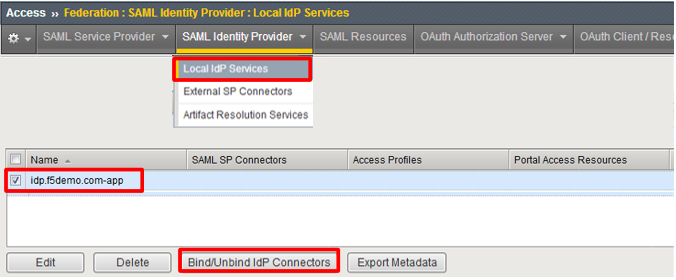 Access ›› Federation : SAML Identity Provider : Local IdP Services
SAML Service Provider SAML Identity Provider SAML Resources OAuth Authorization Server OAuth Client / Reso
Local IdP Services
External SP Connectors
Artifact Resolution Services
Name SAML SP Connectors Access Profiles Portal Access Resources
idp.f5demo.com-app
Edit Delete Bind/Unbind IdP Connectors Export Metadata